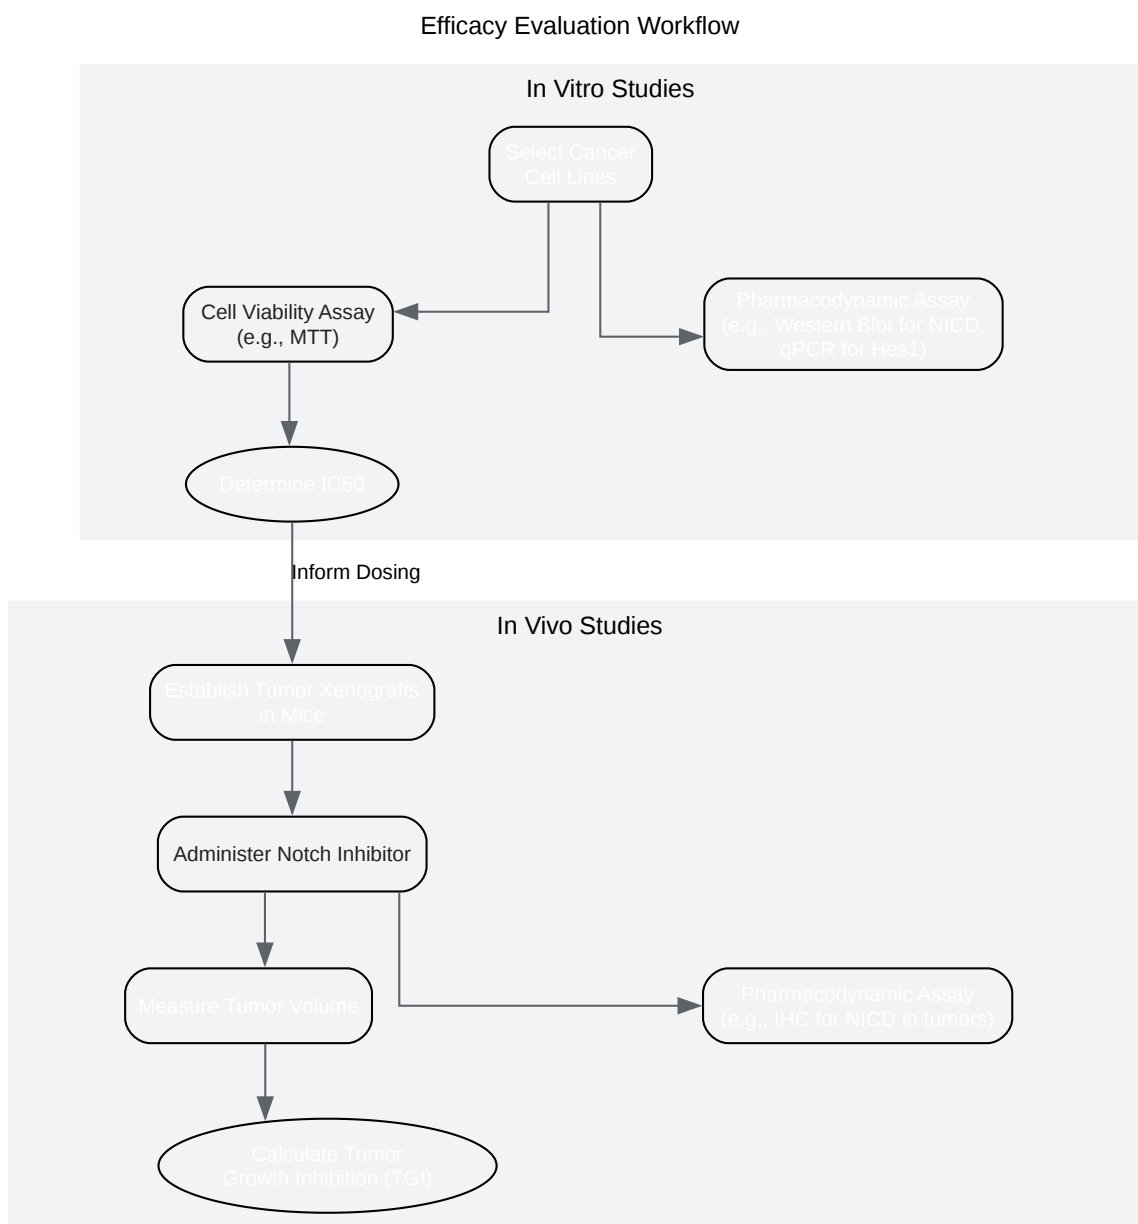 Efficacy Evaluation Workflow
In Vitro Studies
Select Cancer
Cell Lines
Cell Viability Assay
(e.g., MTT)
Pharmacodynamic Assay
(e.g., Western Blot for NICD,
qPCR for Hes1)
Determine IC50
Inform Dosing
In Vivo Studies
Establish Tumor Xenografts
in Mice
Administer Notch Inhibitor
Measure Tumor Volume
Pharmacodynamic Assay
(e.g., IHC for NICD in tumors)
Calculate Tumor
Growth Inhibition (TGI)